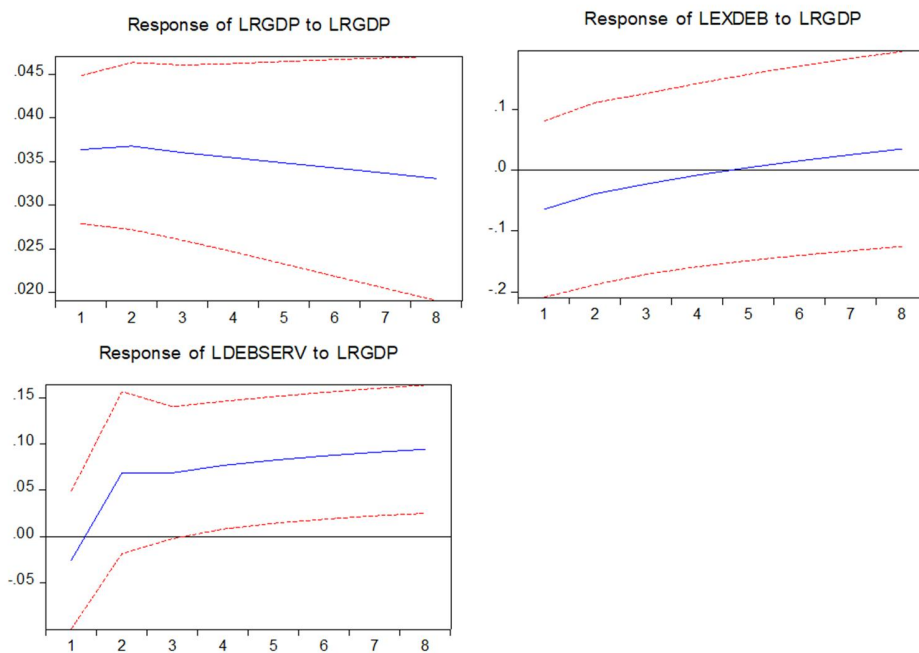 Response of LRGDP to LRGDP
.045
.040
.035
.030
.025
.020
1 2 3 4 5 6 7 8
Response of LEXDEB to LRGDP
.1
.0
-.1
-.2
1 2 3 4 5 6 7 8
Response of LDEBSERV to LRGDP
.15
.10
.05
.00
-.05
1 2 3 4 5 6 7 8